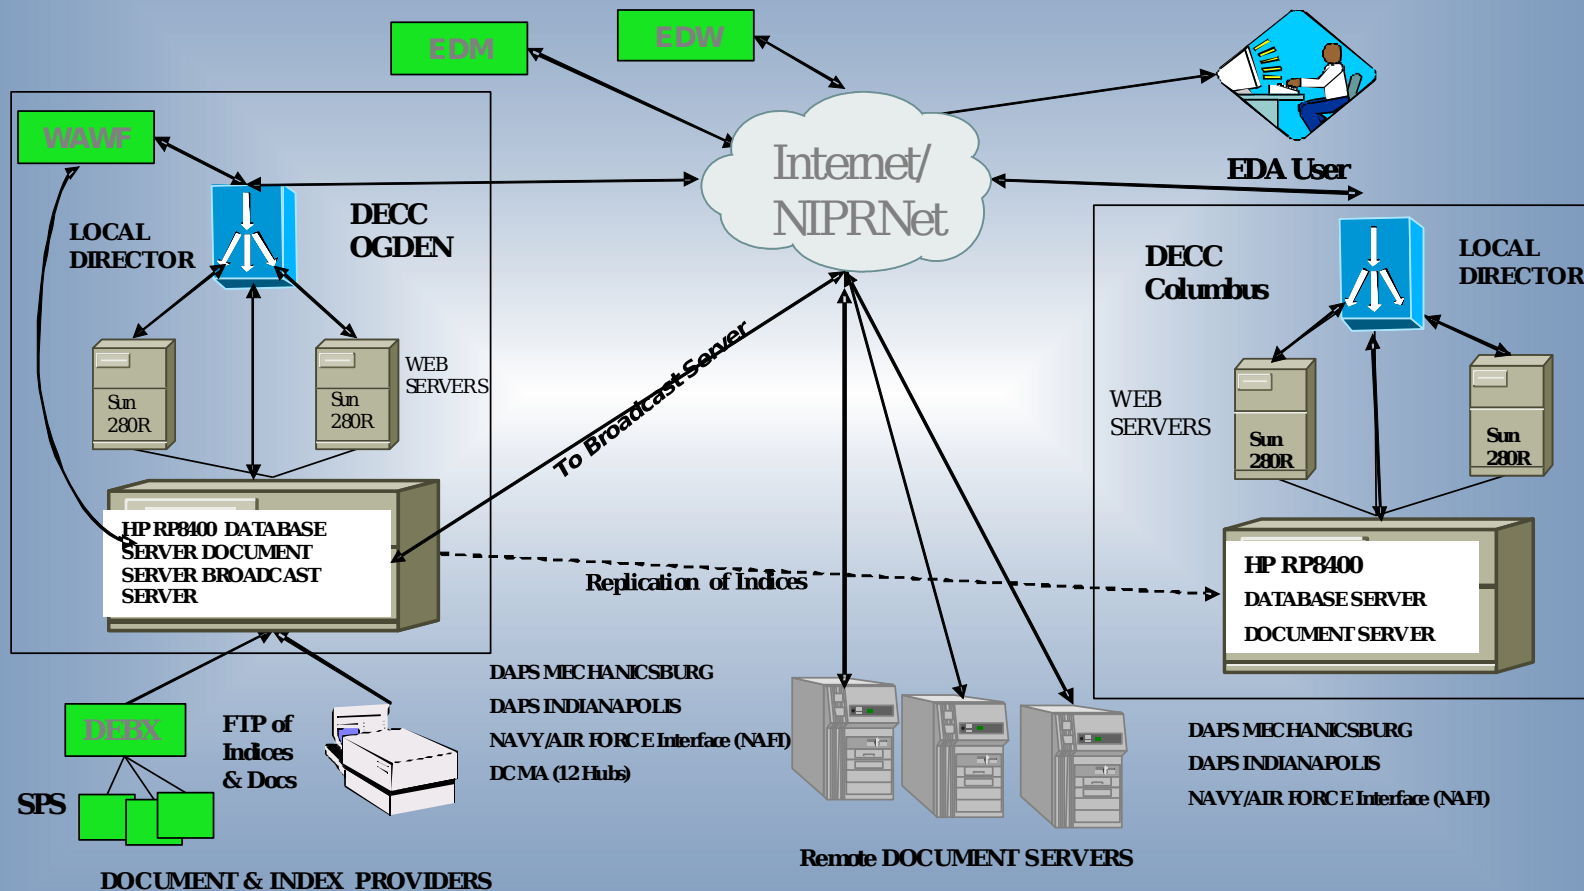 EDM
EDW
WAWF
Internet/
NIPRNet
EDA User
LOCAL
DIRECTOR
DECC
OGDEN
WEB
SERVERS
Sun
280R
Sun
280R
To Broadcast Server
HP RP8400 DATABASE
SERVER DOCUMENT
SERVER BROADCAST
SERVER
Replication of Indices
DECC
Columbus
LOCAL
DIRECTOR
WEB
SERVERS
Sun
280R
Sun
280R
HP RP8400
DATABASE SERVER
DOCUMENT SERVER
DEBX
SPS
FTP of
Indices
& Docs
DAPS MECHANICSBURG
DAPS INDIANAPOLIS
NAVY/AIR FORCE Interface (NAFI)
DCMA (12 Hubs)
DAPS MECHANICSBURG
DAPS INDIANAPOLIS
NAVY/AIR FORCE Interface (NAFI)
Remote DOCUMENT SERVERS
DOCUMENT & INDEX PROVIDERS